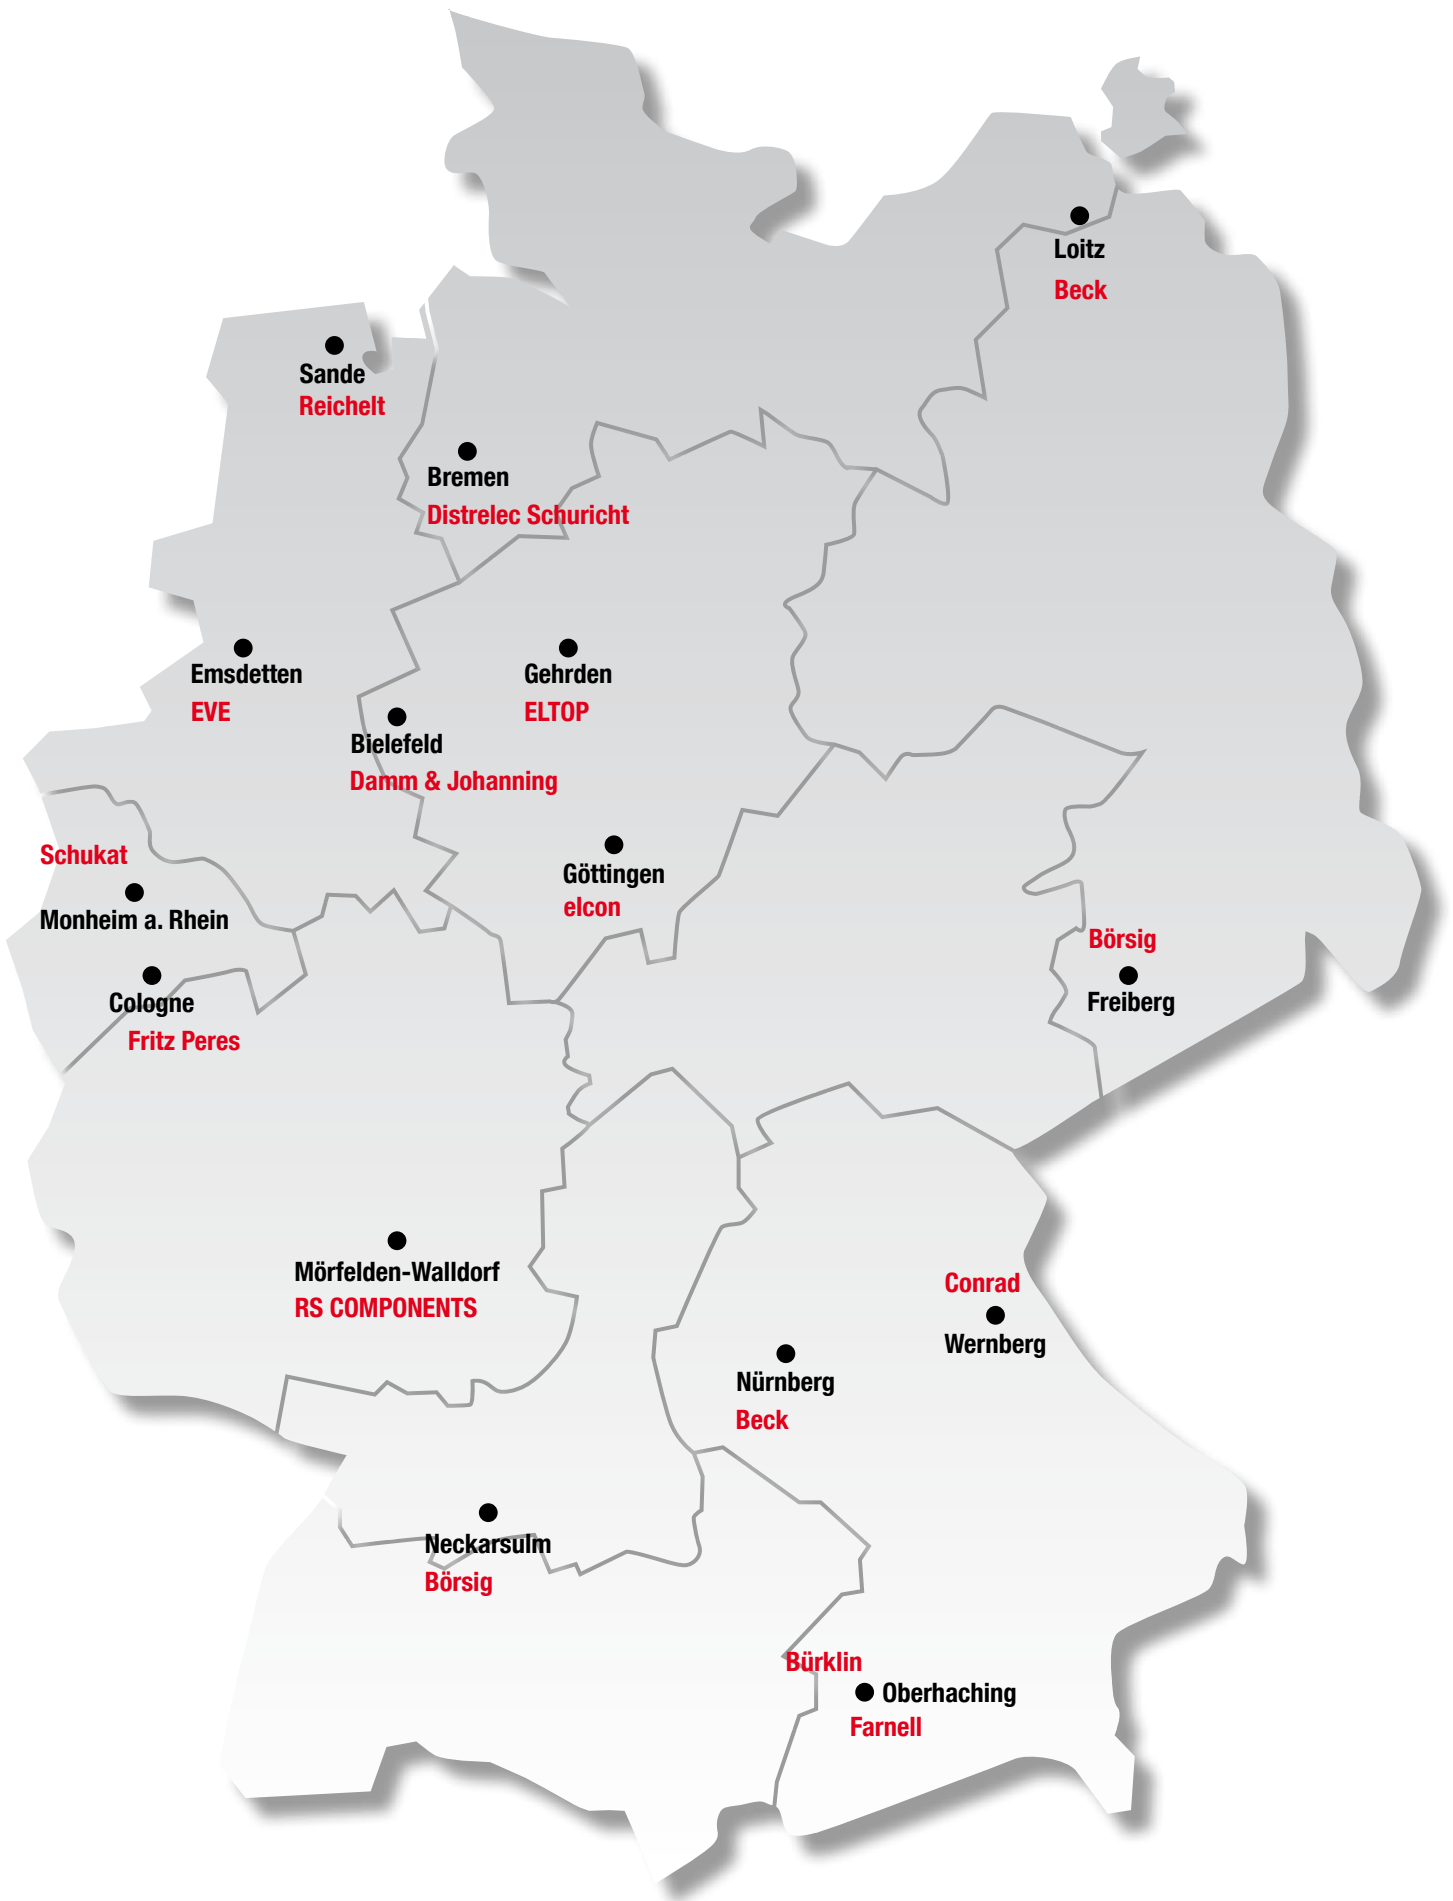 Loitz
Beck
Sande
Reichelt
Bremen
Distrelec Schuricht
Emsdetten
EVE
Gehrden
ELTOP
Bielefeld
Damm & Johanning
Schukat
Monheim a. Rhein
Göttingen
elcon
Cologne
Fritz Peres
Börsig
Freiberg
Mörfelden-Walldorf
RS COMPONENTS
Conrad
Wernberg
Nürnberg
Beck
Neckarsulm
Börsig
Bürklin
Oberhaching
Farnell